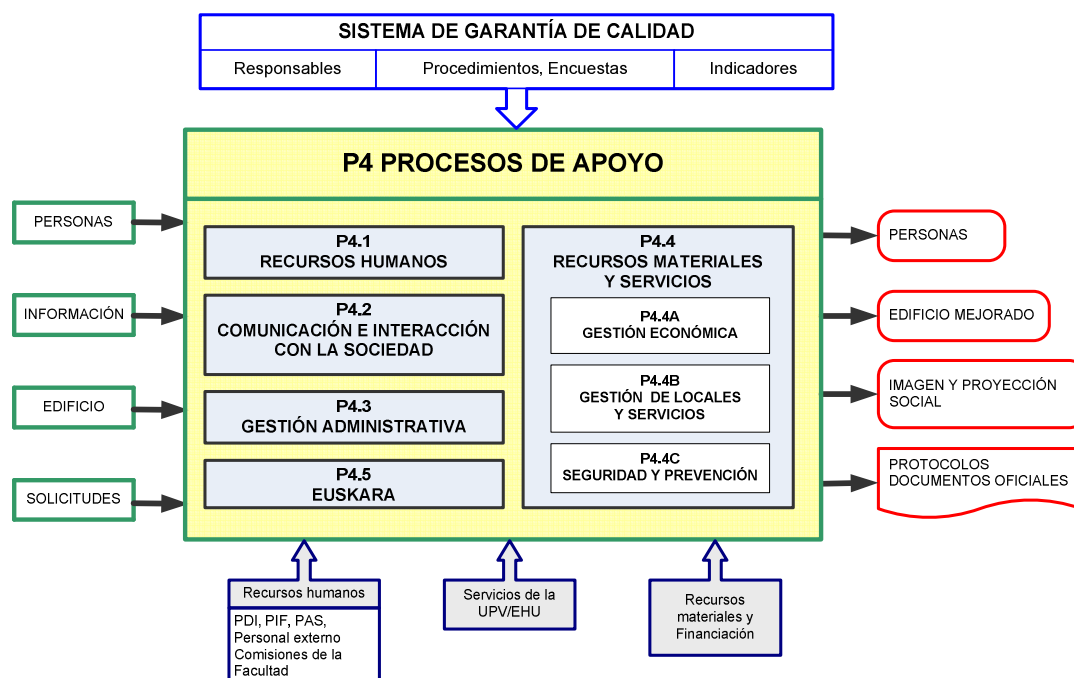 SISTEMA DE GARANTÍA DE CALIDAD
Responsables
Procedimientos, Encuestas
Indicadores
P4 PROCESOS DE APOYO
PERSONAS
INFORMACIÓN
EDIFICIO
SOLICITUDES
P4.1
RECURSOS HUMANOS
P4.2
COMUNICACIÓN E INTERACCIÓN
CON LA SOCIEDAD
P4.3
GESTIÓN ADMINISTRATIVA
P4.5
EUSKARA
P4.4
RECURSOS MATERIALES
Y SERVICIOS
P4.4A
GESTIÓN ECONÓMICA
P4.4B
GESTIÓN DE LOCALES
Y SERVICIOS
P4.4C
SEGURIDAD Y PREVENCIÓN
PERSONAS
EDIFICIO MEJORADO
IMAGEN Y PROYECCIÓN
SOCIAL
PROTOCOLOS
DOCUMENTOS OFICIALES
Recursos humanos
PDI, PIF, PAS,
Personal externo
Comisiones de la
Facultad
Servicios de la
UPV/EHU
Recursos
materiales y
Financiación